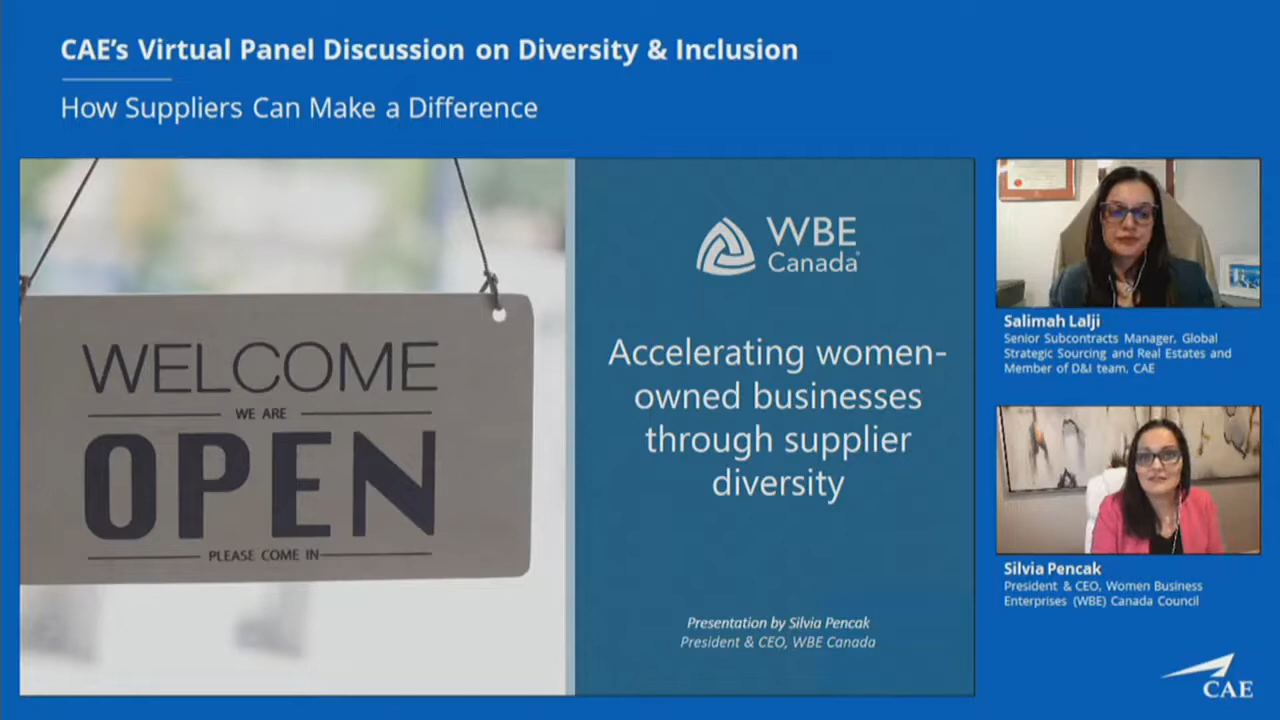 CAE’s Virtual Panel Discussion on Diversity & Inclusion
How Suppliers Can Make a Difference
WELCOME
WE ARE
OPEN
PLEASE COME IN
WBE
Canada
Accelerating women-
owned businesses
through supplier
diversity
Presentation by Silvia Pencak
President & CEO, WBE Canada
Salimah Lalji
Senior Subcontracts Manager, Global
Strategic Sourcing and Real Estates and
Member of D&I team, CAE
Silvia Pencak
President & CEO, Women Business
Enterprises (WBE) Canada Council
CAE